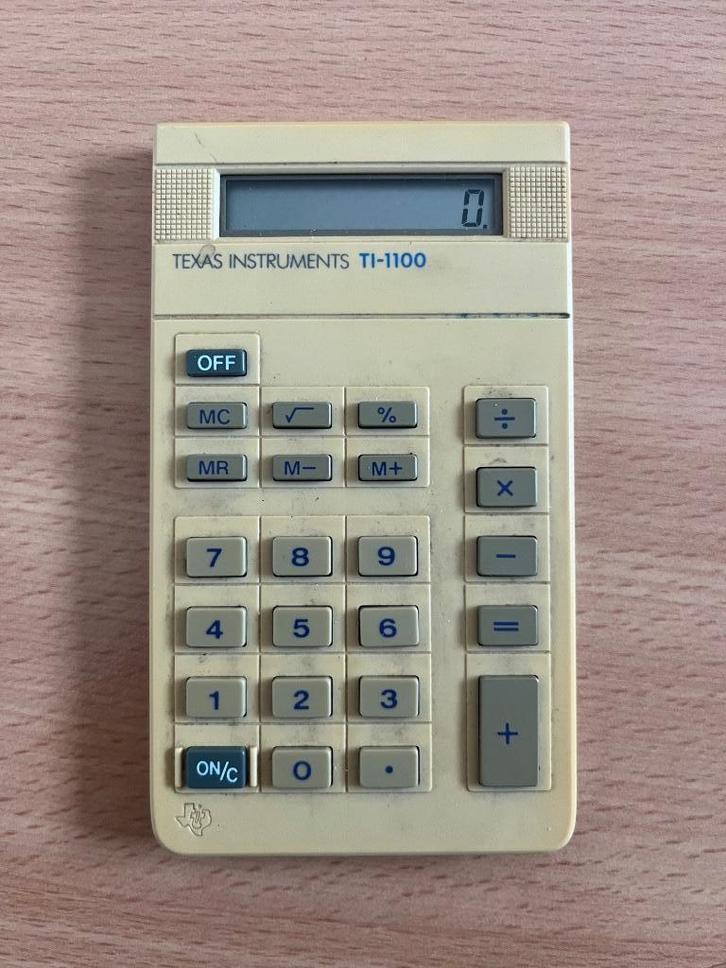 0.
TEXAS INSTRUMENTS TI-1100
OFF
MC √ % ÷
MR M− M+ ×
7 8 9 −
4 5 6 =
1 2 3 +
ON/C 0 .